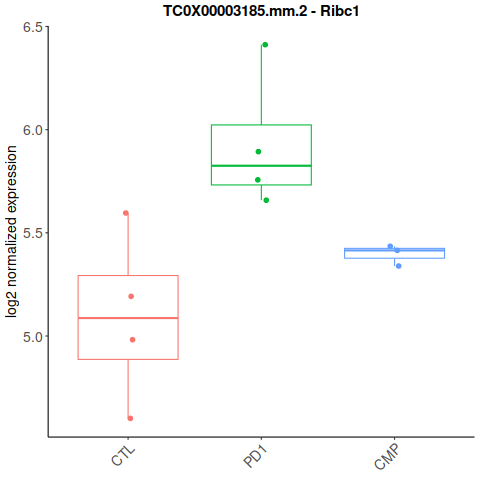 TC0X00003185.mm.2 - Ribc1
log2 normalized expression
6.5
6.0
5.5
5.0
CTL
PD1
CMP